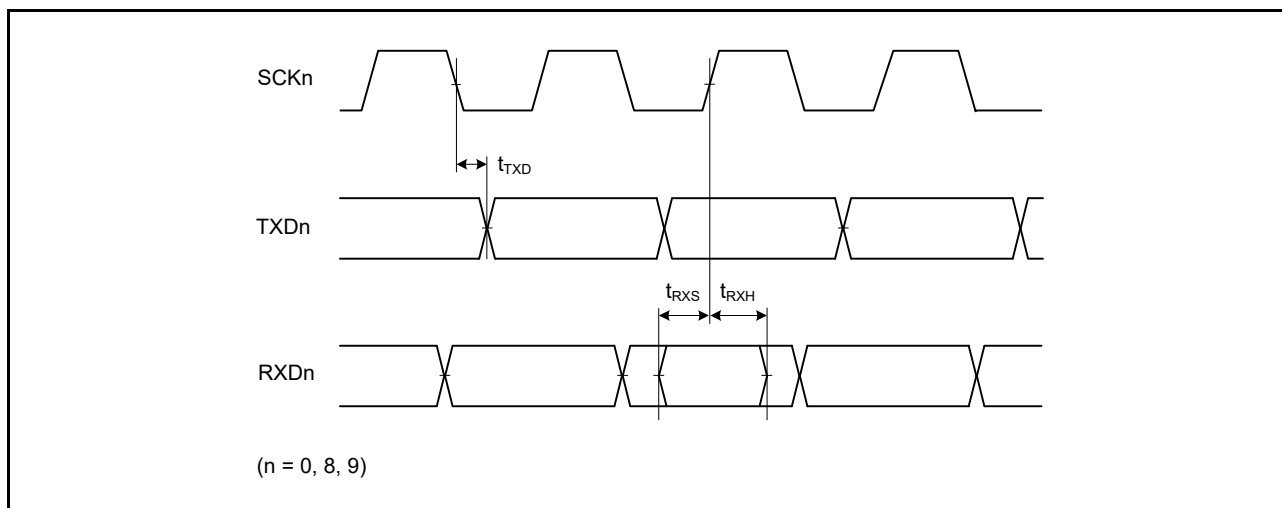 SCKn
tTXD
TXDn
tRXS tRXH
RXDn
(n = 0, 8, 9)